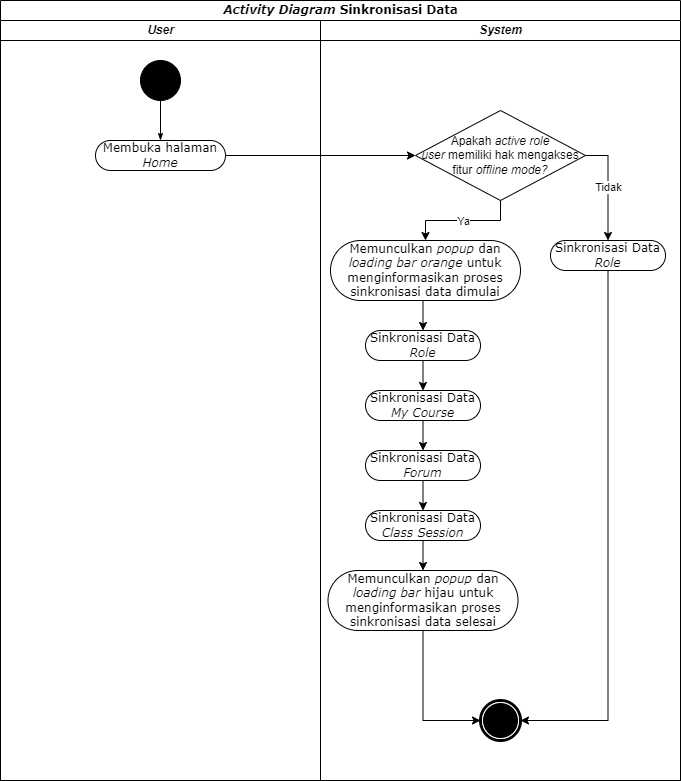 Activity Diagram Sinkronisasi Data
User
System
Membuka halaman
Home
Apakah active role
user memiliki hak mengakses
fitur offline mode?
Tidak
Ya
Memunculkan popup dan
loading bar orange untuk
menginformasikan proses
sinkronisasi data dimulai
Sinkronisasi Data
Role
Sinkronisasi Data
Role
Sinkronisasi Data
My Course
Sinkronisasi Data
Forum
Sinkronisasi Data
Class Session
Memunculkan popup dan
loading bar hijau untuk
menginformasikan proses
sinkronisasi data selesai